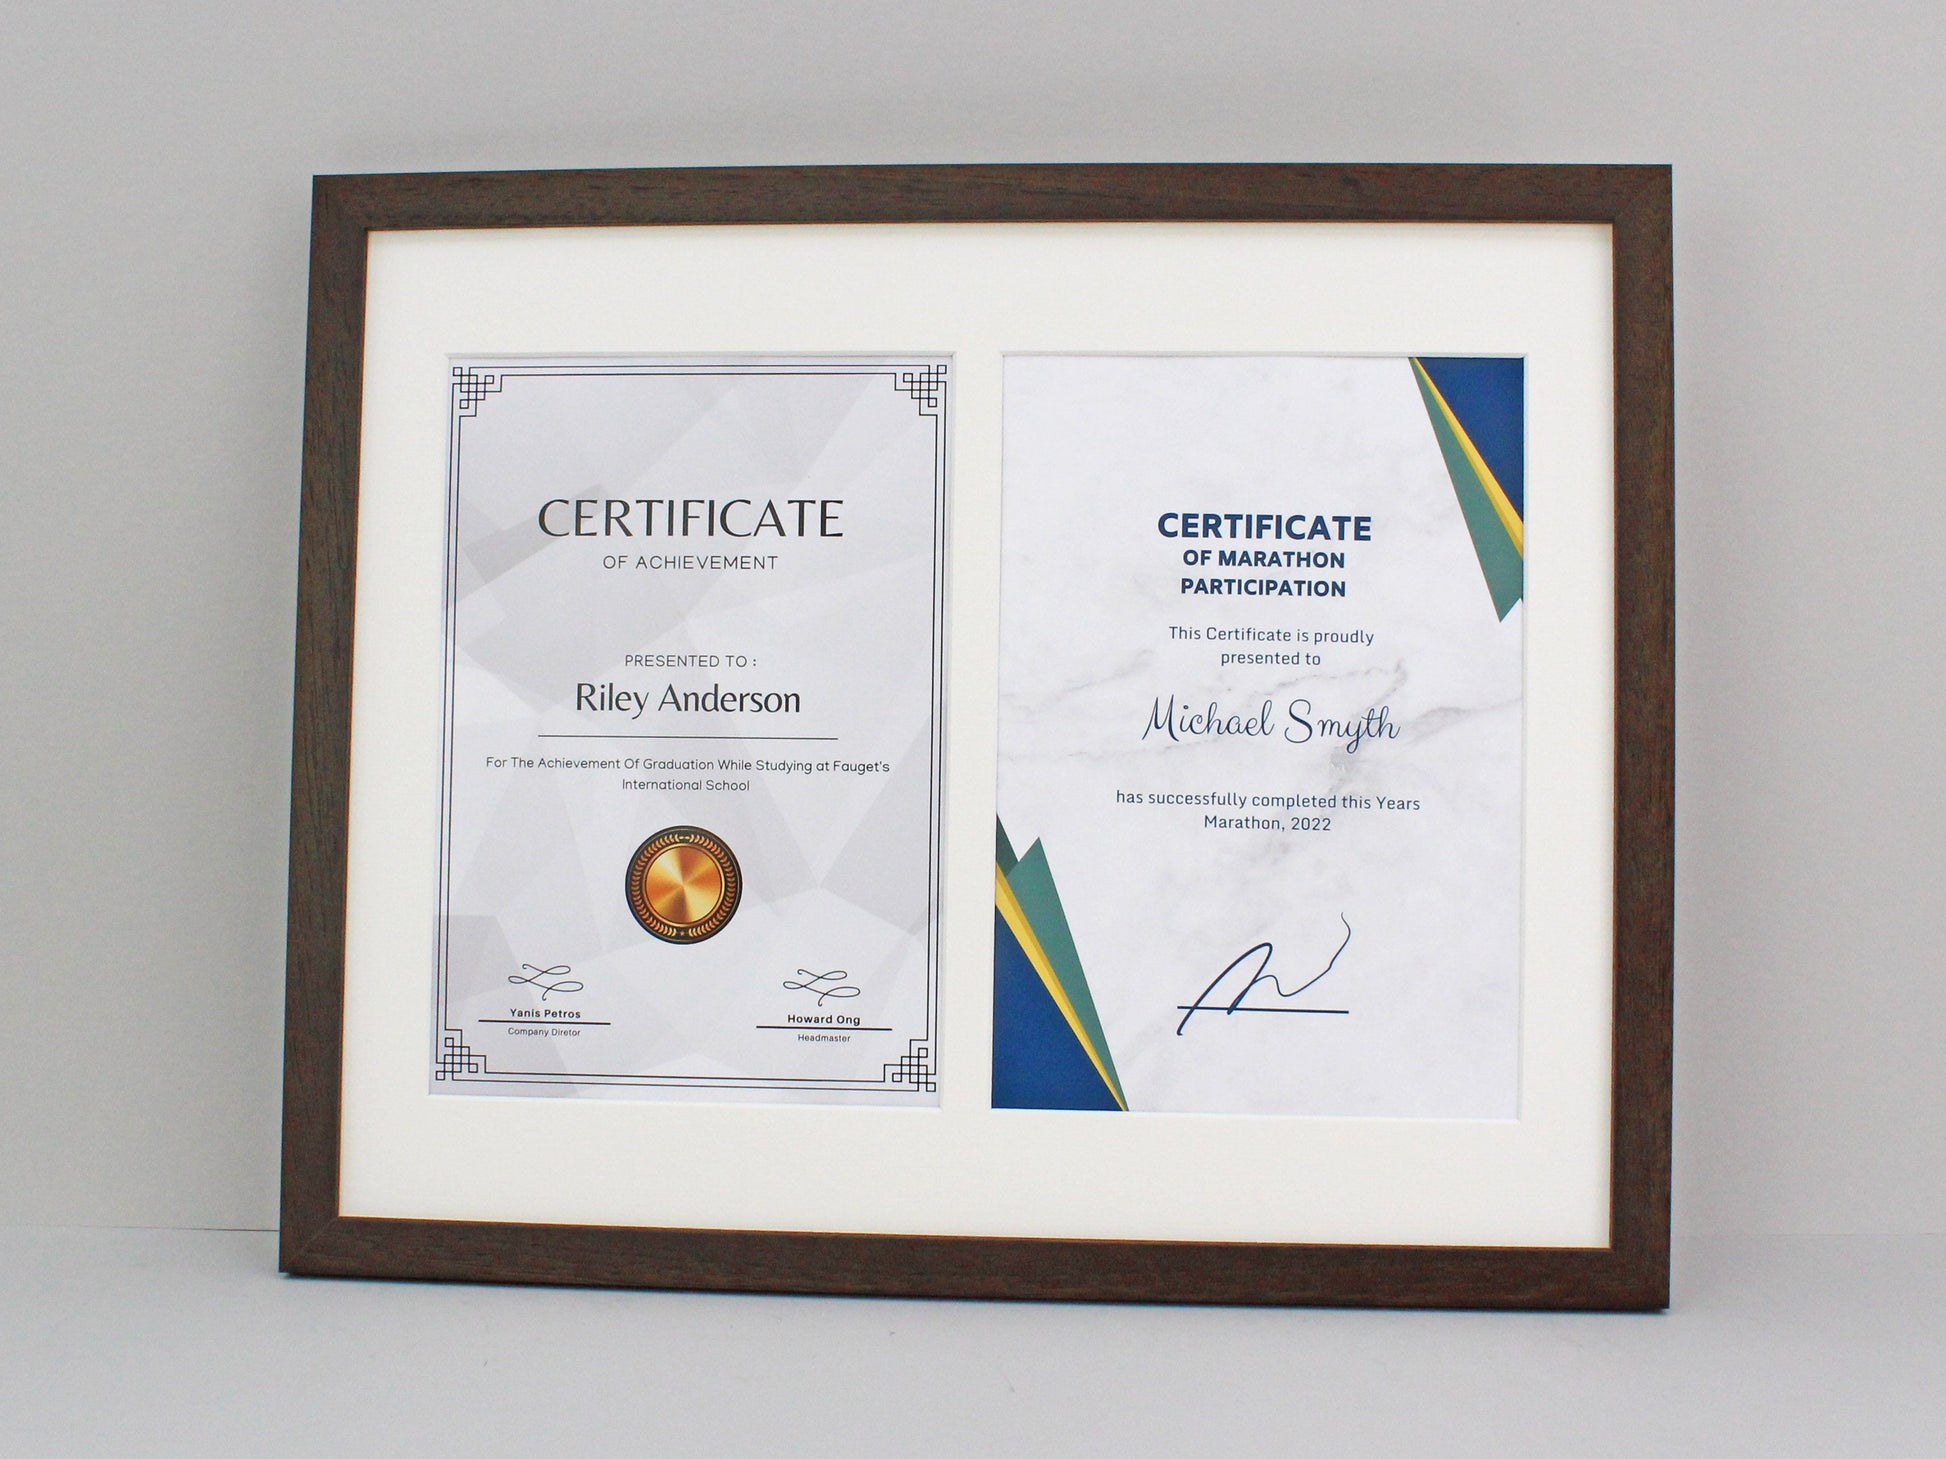 CERTIFICATE
OF ACHIEVEMENT
PRESENTED TO :
Riley Anderson
For The Achievement Of Graduation While Studying at Fauget's
International School
Yanis Petros
Company Diretor
Howard Ong
Headmaster
CERTIFICATE
OF MARATHON
PARTICIPATION
This Certificate is proudly
presented to
Michael Smyth
has successfully completed this Years
Marathon, 2022